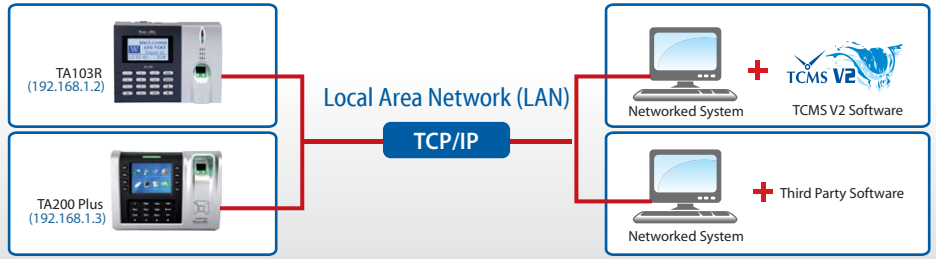 TA103R
(192.168.1.2)
TA200 Plus
(192.168.1.3)
Local Area Network (LAN)
TCP/IP
Networked System
TCMS V2
TCMS V2 Software
Networked System
Third Party Software